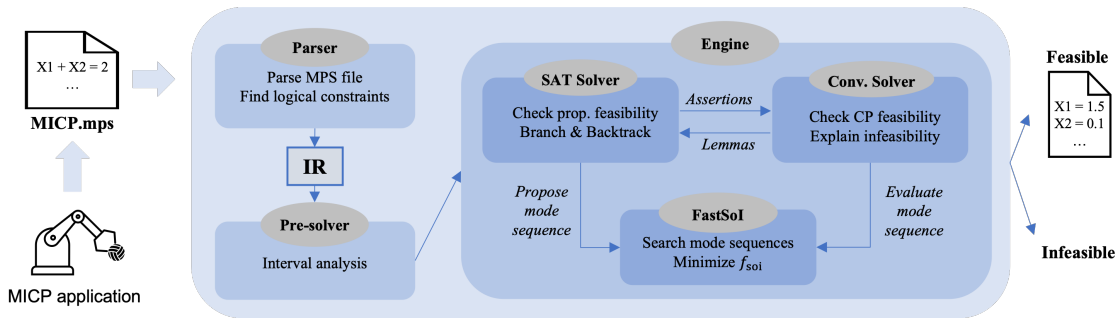 X1 + X2 = 2
…
MICP.mps
MICP application
Parser
Parse MPS file
Find logical constraints
IR
Pre-solver
Interval analysis
Engine
SAT Solver
Check prop. feasibility
Branch & Backtrack
Assertions
Lemmas
Conv. Solver
Check CP feasibility
Explain infeasibility
Propose
mode
sequence
FastSoI
Search mode sequences
Minimize f_soi
Evaluate
mode
sequence
Feasible
X1 = 1.5
X2 = 0.1
…
Infeasible